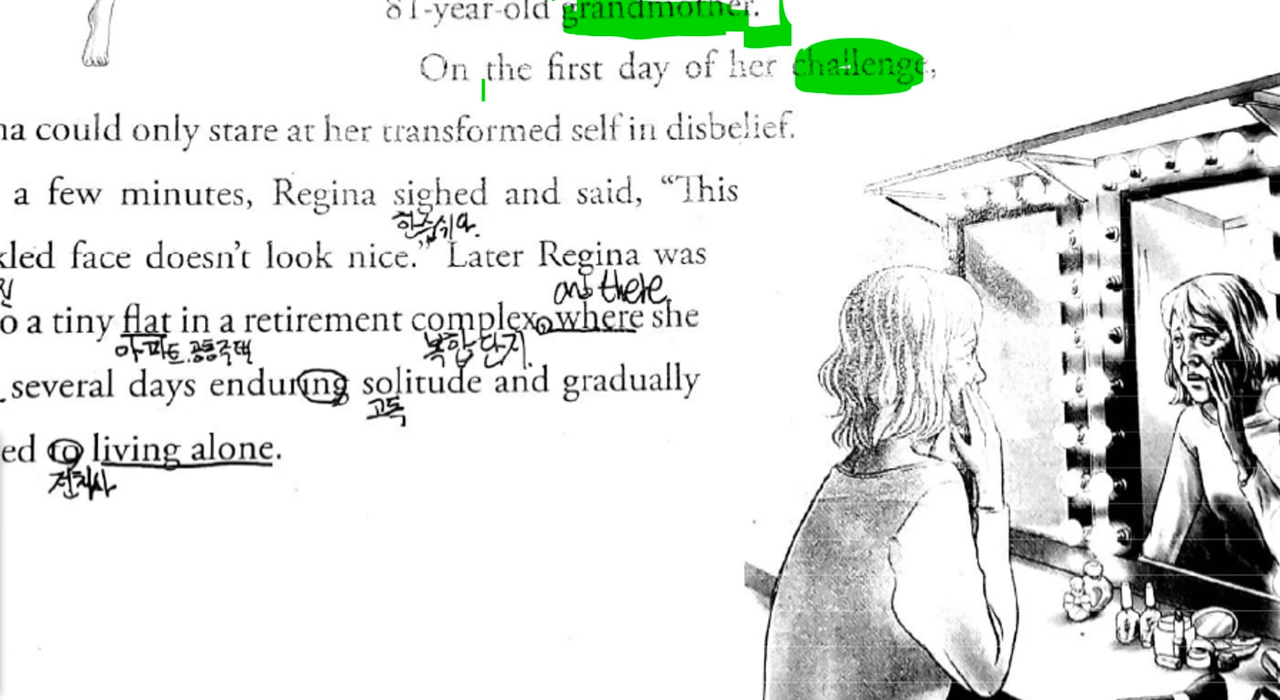 81-year-old grandmother.
On the first day of her challenge,
na could only stare at her transformed self in disbelief.
a few minutes, Regina sighed and said, “This
한숨쉬다.
kled face doesn’t look nice.” Later Regina was
and there
o a tiny flat in a retirement complex, where she
아파트, 공동주택 복합 단지.
several days enduring solitude and gradually
고독
ed to living alone.
전치사